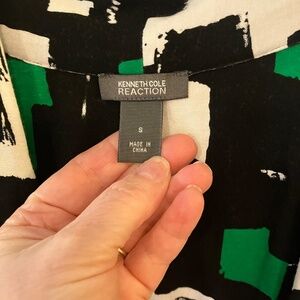 KENNETH COLE
REACTION
S
MADE IN
CHINA